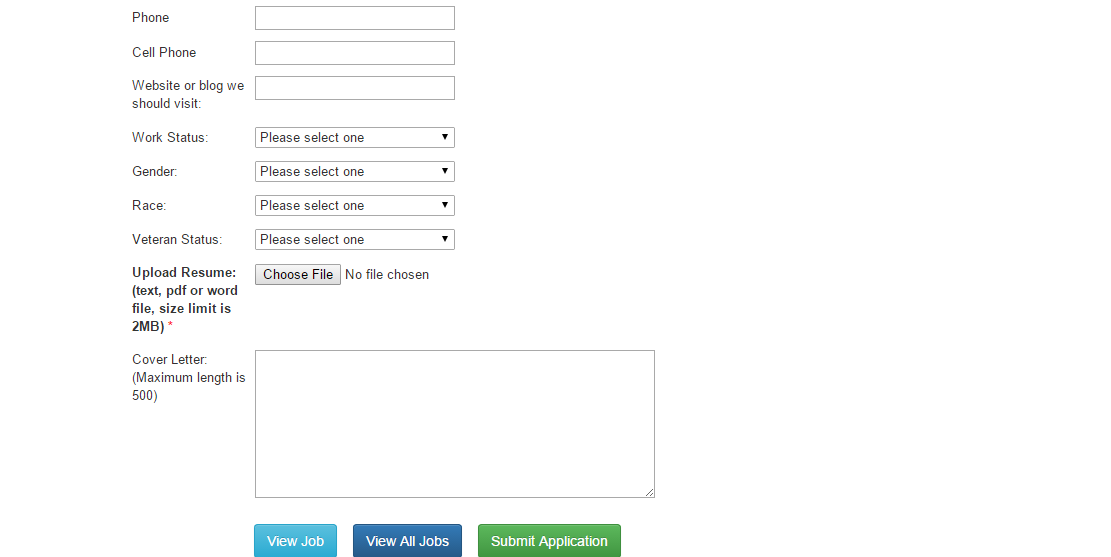 Phone
Cell Phone
Website or blog we
should visit:
Work Status: Please select one
Gender: Please select one
Race: Please select one
Veteran Status: Please select one
Upload Resume: Choose File No file chosen
(text, pdf or word
file, size limit is
2MB) *
Cover Letter:
(Maximum length is
500)
View Job View All Jobs Submit Application